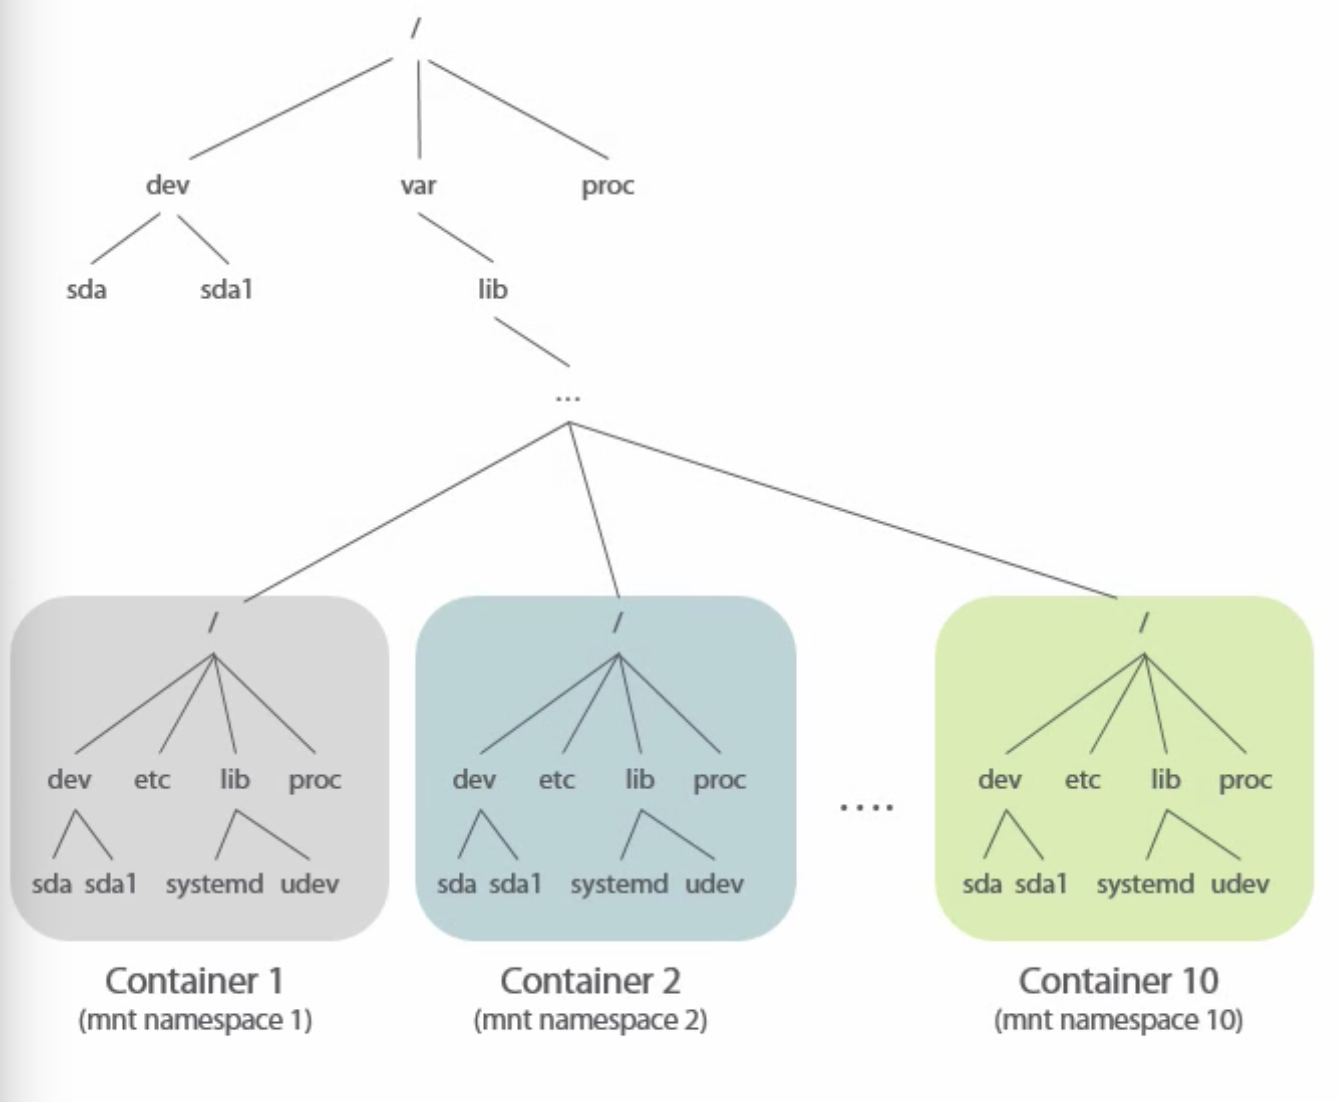 /
dev var proc
sda sda1 lib
...
/ / /
dev etc lib proc dev etc lib proc dev etc lib proc
....
sda sda1 systemd udev sda sda1 systemd udev sda sda1 systemd udev
Container 1 Container 2 Container 10
(mnt namespace 1) (mnt namespace 2) (mnt namespace 10)